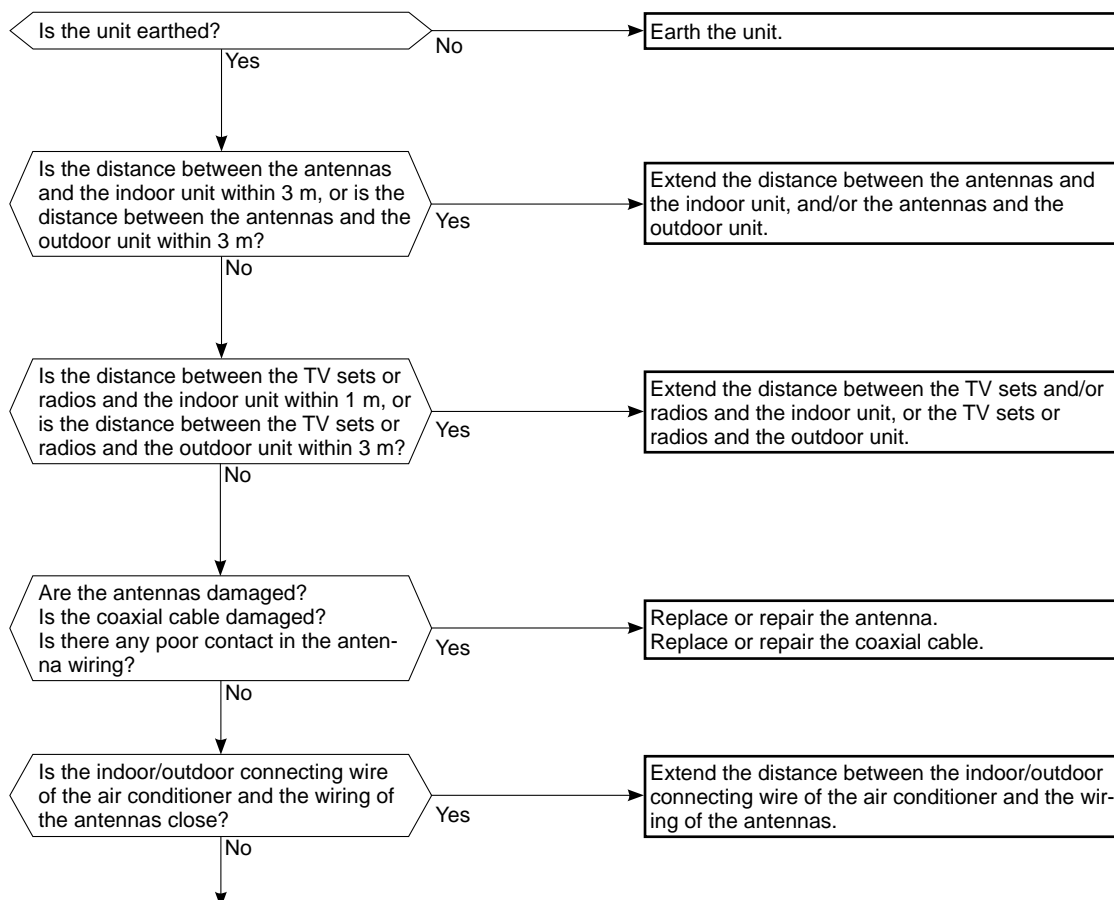 Is the unit earthed?
No
Earth the unit.
Yes
Is the distance between the antennas
and the indoor unit within 3 m, or is the
distance between the antennas and the
outdoor unit within 3 m?
Yes
Extend the distance between the antennas and
the indoor unit, and/or the antennas and the
outdoor unit.
No
Is the distance between the TV sets or
radios and the indoor unit within 1 m, or
is the distance between the TV sets or
radios and the outdoor unit within 3 m?
Yes
Extend the distance between the TV sets and/or
radios and the indoor unit, or the TV sets or
radios and the outdoor unit.
No
Are the antennas damaged?
Is the coaxial cable damaged?
Is there any poor contact in the anten-
na wiring?
Yes
Replace or repair the antenna.
Replace or repair the coaxial cable.
No
Is the indoor/outdoor connecting wire
of the air conditioner and the wiring of
the antennas close?
Yes
Extend the distance between the indoor/outdoor
connecting wire of the air conditioner and the wir-
ing of the antennas.
No